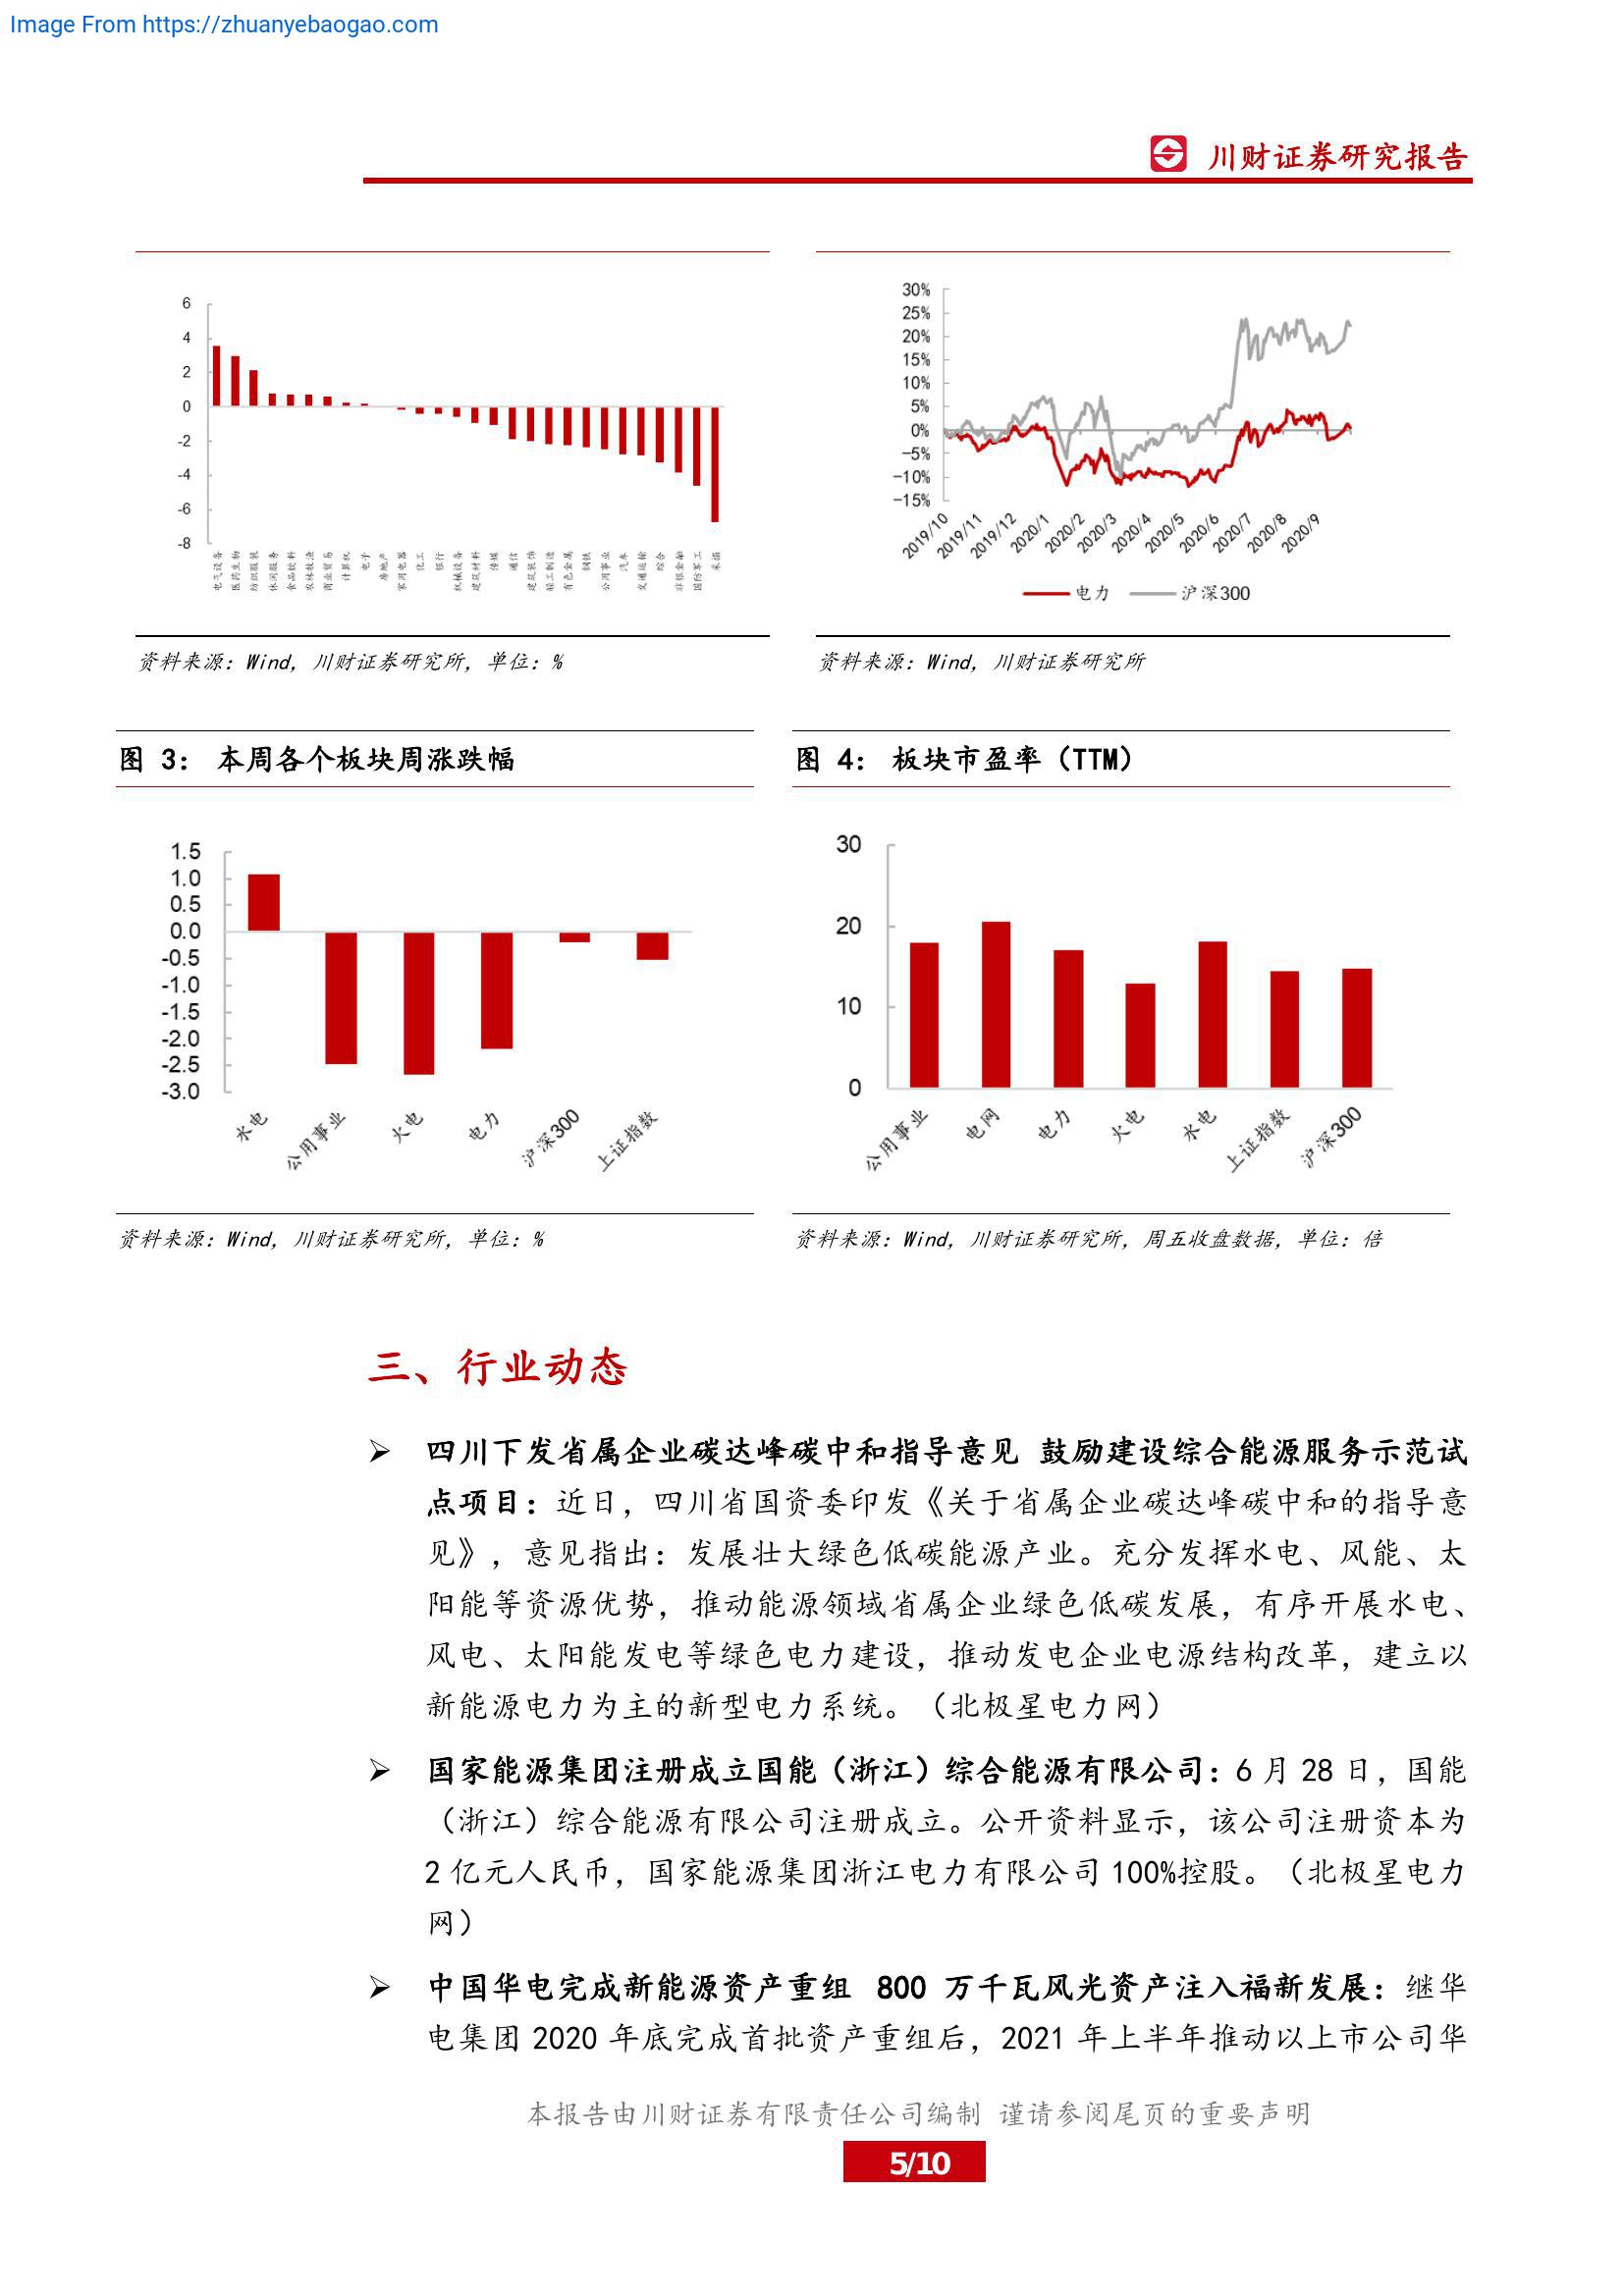 Image From https://zhuanyebaogao.com
川财证券研究报告
6
4
2
0
-2
-4
-6
-8
电气设备
医药生物
纺织服装
休闲服务
食品饮料
农林牧渔
商业贸易
计算机
电子
房地产
家用电器
化工
银行
机械设备
建筑材料
传媒
通信
建筑装饰
轻工制造
有色金属
钢铁
公用事业
汽车
交通运输
综合
非银金融
国防军工
采掘
资料来源：Wind，川财证券研究所，单位：%
30%
25%
20%
15%
10%
5%
0%
-5%
-10%
-15%
2019/10
2019/11
2019/12
2020/1
2020/2
2020/3
2020/4
2020/5
2020/6
2020/7
2020/8
2020/9
电力 沪深300
资料来源：Wind，川财证券研究所
图 3： 本周各个板块周涨跌幅
1.5
1.0
0.5
0.0
-0.5
-1.0
-1.5
-2.0
-2.5
-3.0
水电
公用事业
火电
电力
沪深300
上证指数
资料来源：Wind，川财证券研究所，单位：%
图 4： 板块市盈率（TTM）
30
20
10
0
公用事业
电网
电力
火电
水电
上证指数
沪深300
资料来源：Wind，川财证券研究所，周五收盘数据，单位：倍
三、行业动态
➢ 四川下发省属企业碳达峰碳中和指导意见 鼓励建设综合能源服务示范试
点项目：近日，四川省国资委印发《关于省属企业碳达峰碳中和的指导意
见》，意见指出：发展壮大绿色低碳能源产业。充分发挥水电、风能、太
阳能等资源优势，推动能源领域省属企业绿色低碳发展，有序开展水电、
风电、太阳能发电等绿色电力建设，推动发电企业电源结构改革，建立以
新能源电力为主的新型电力系统。（北极星电力网）
➢ 国家能源集团注册成立国能（浙江）综合能源有限公司：6 月 28 日，国能
（浙江）综合能源有限公司注册成立。公开资料显示，该公司注册资本为
2 亿元人民币，国家能源集团浙江电力有限公司 100%控股。（北极星电力
网）
➢ 中国华电完成新能源资产重组 800 万千瓦风光资产注入福新发展：继华
电集团 2020 年底完成首批资产重组后，2021 年上半年推动以上市公司华
本报告由川财证券有限责任公司编制 谨请参阅尾页的重要声明
5/10